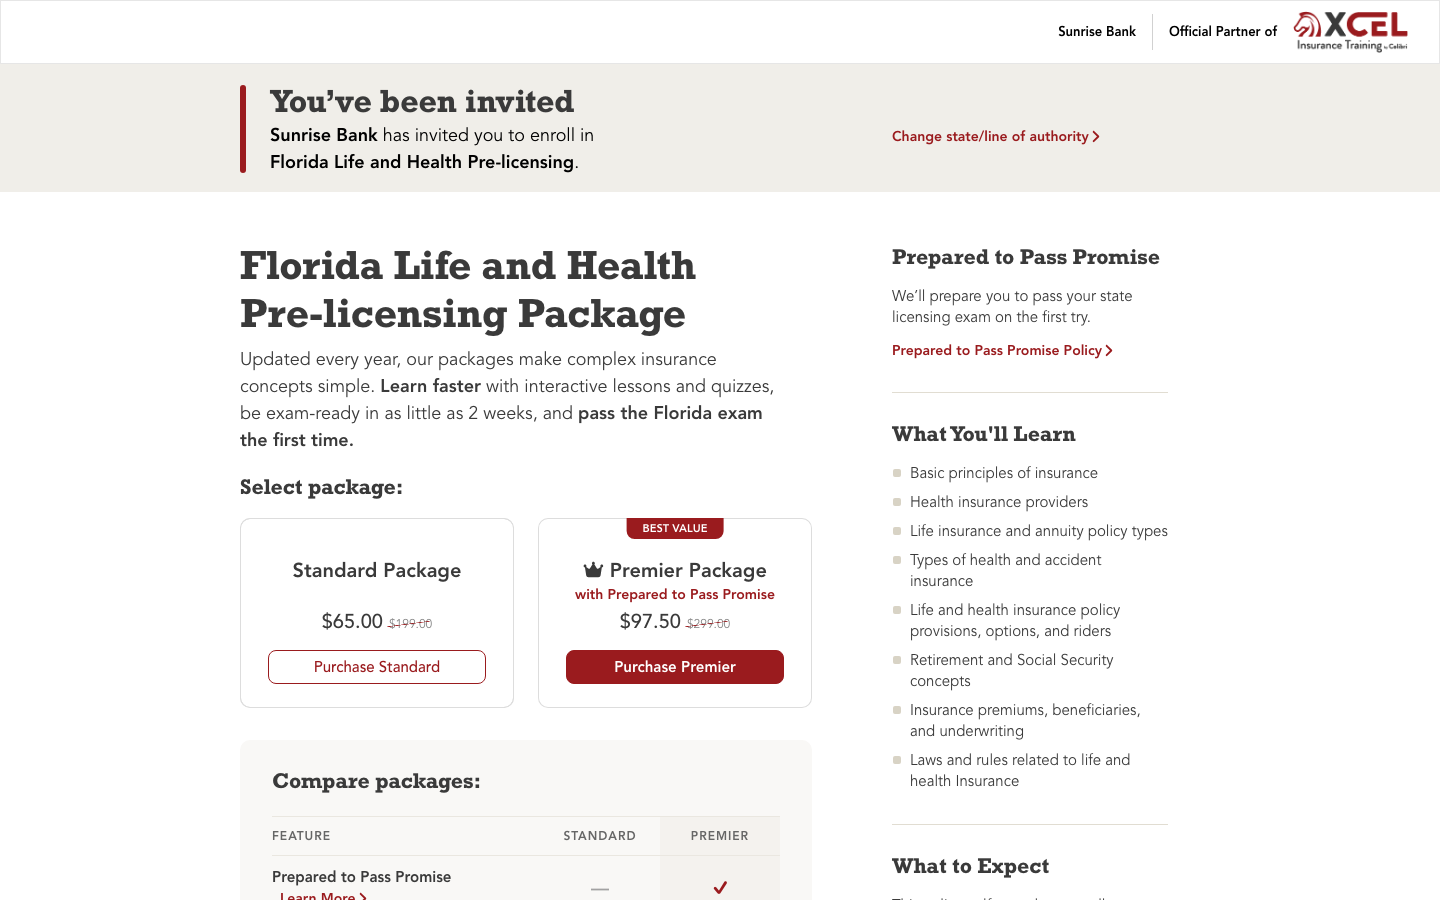 Sunrise Bank
Official Partner of
XCEL
Insurance Training by Colibri
You've been invited
Sunrise Bank has invited you to enroll in
Florida Life and Health Pre-licensing.
Change state/line of authority
Florida Life and Health
Pre-licensing Package
Updated every year, our packages make complex insurance
concepts simple. Learn faster with interactive lessons and quizzes,
be exam-ready in as little as 2 weeks, and pass the Florida exam
the first time.
Select package:
Standard Package
$65.00 $199.00
Purchase Standard
BEST VALUE
Premier Package
with Prepared to Pass Promise
$97.50 $299.00
Purchase Premier
Compare packages:
FEATURE STANDARD PREMIER
Prepared to Pass Promise
Learn More
Prepared to Pass Promise
We'll prepare you to pass your state
licensing exam on the first try.
Prepared to Pass Promise Policy
What You'll Learn
Basic principles of insurance
Health insurance providers
Life insurance and annuity policy types
Types of health and accident
insurance
Life and health insurance policy
provisions, options, and riders
Retirement and Social Security
concepts
Insurance premiums, beneficiaries,
and underwriting
Laws and rules related to life and
health Insurance
What to Expect